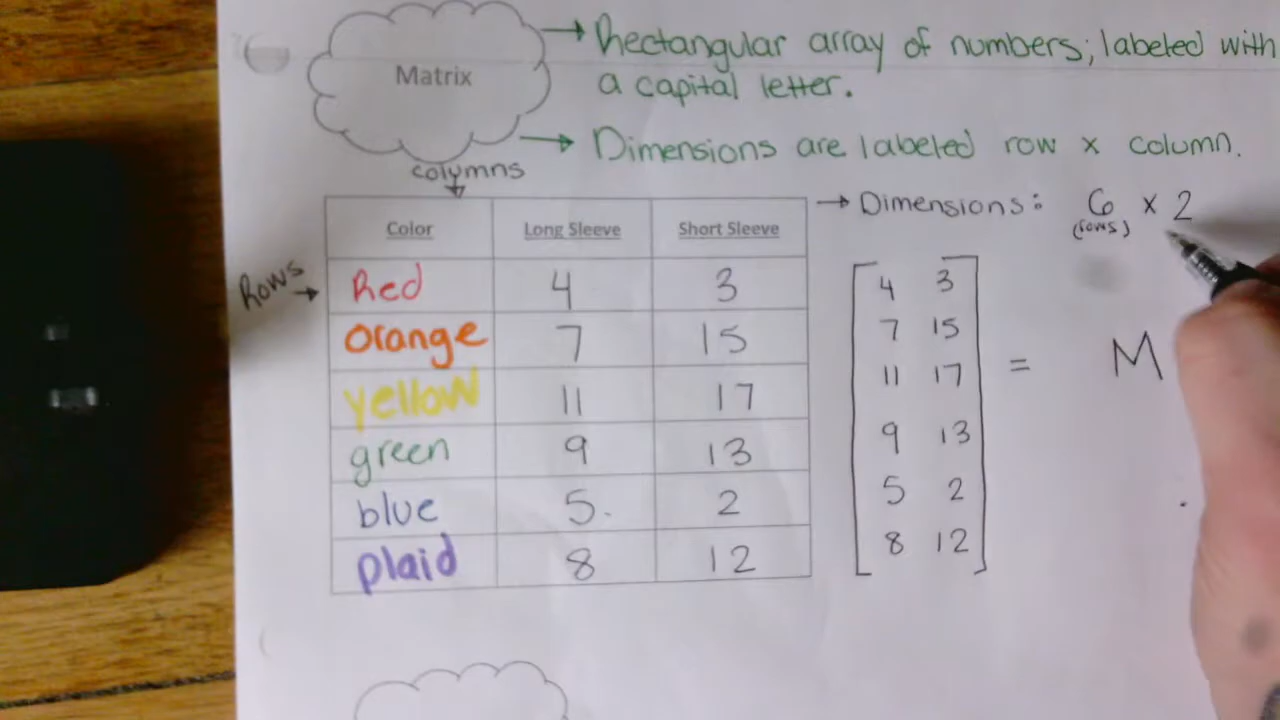 Matrix
→ Rectangular array of numbers; labeled with
a capital letter.
→ Dimensions are labeled row x column.
columns
→ Dimensions: 6 x 2
(rows)
Rows →
Color Long Sleeve Short Sleeve
Red 4 3
orange 7 15
yellow 11 17
green 9 13
blue 5. 2
plaid 8 12
4 3
7 15
11 17
9 13
5 2
8 12
= M